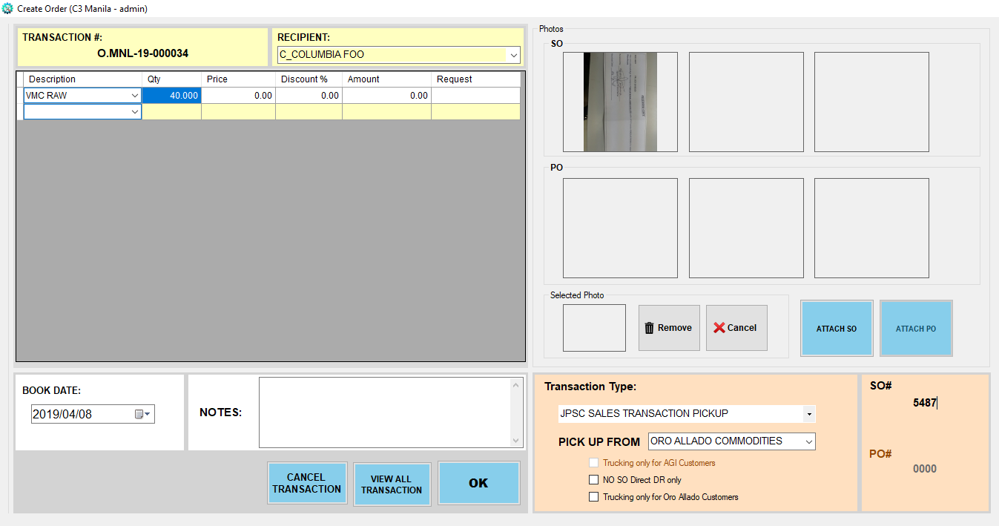 Create Order (C3 Manila - admin)
TRANSACTION #:
O.MNL-19-000034
RECIPIENT:
C_COLUMBIA FOO
Description Qty Price Discount % Amount Request
VMC RAW 40.000 0.00 0.00 0.00
BOOK DATE:
2019/04/08
NOTES:
CANCEL
TRANSACTION
VIEW ALL
TRANSACTION
OK
Photos
SO
PO
Selected Photo
Remove
Cancel
ATTACH SO
ATTACH PO
Transaction Type:
JPSC SALES TRANSACTION PICKUP
PICK UP FROM ORO ALLADO COMMODITIES
Trucking only for AGI Customers
NO SO Direct DR only
Trucking only for Oro Allado Customers
SO#
5487
PO#
0000